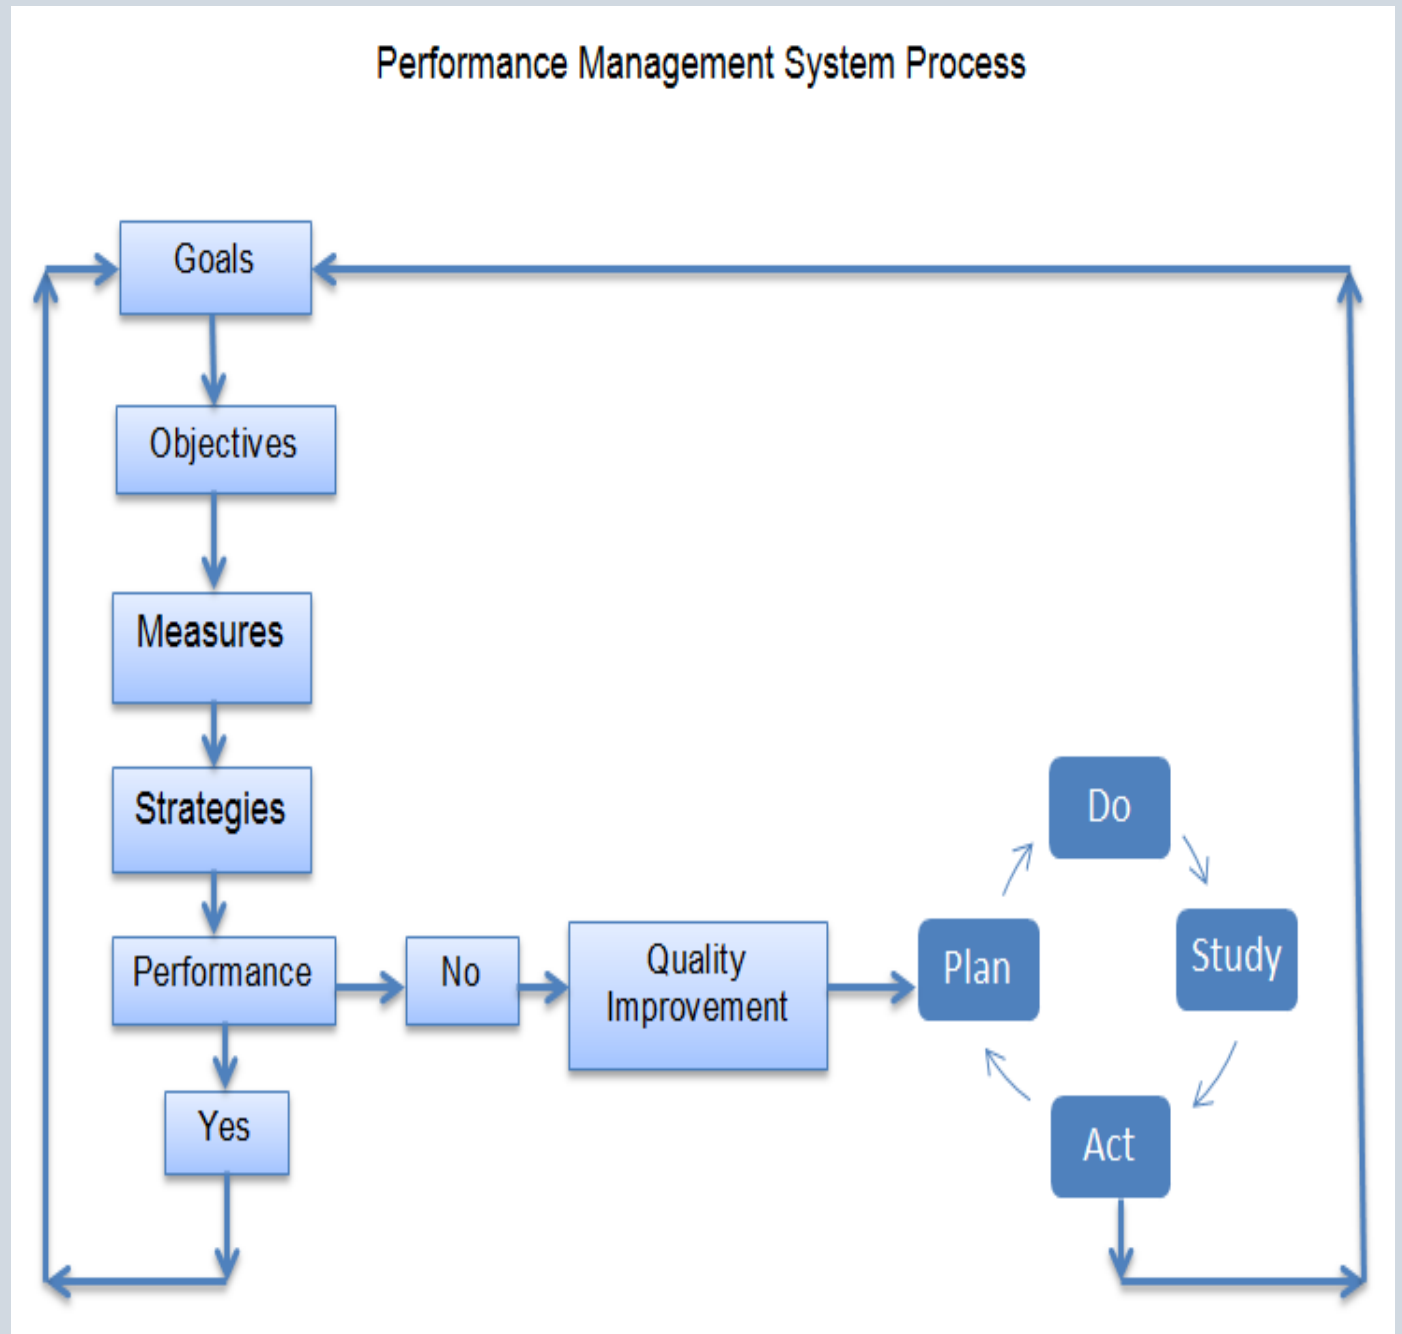 Performance Management System Process
Goals
Objectives
Measures
Strategies
Performance
No
Quality
Improvement
Yes
Do
Plan
Study
Act